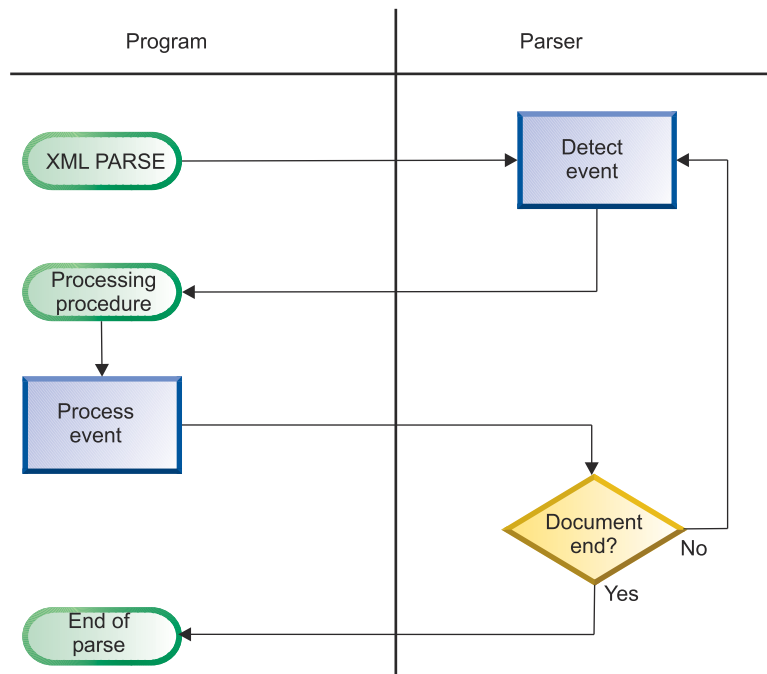 Program
Parser
XML PARSE
Detect
event
Processing
procedure
Process
event
Document
end?
No
Yes
End of
parse